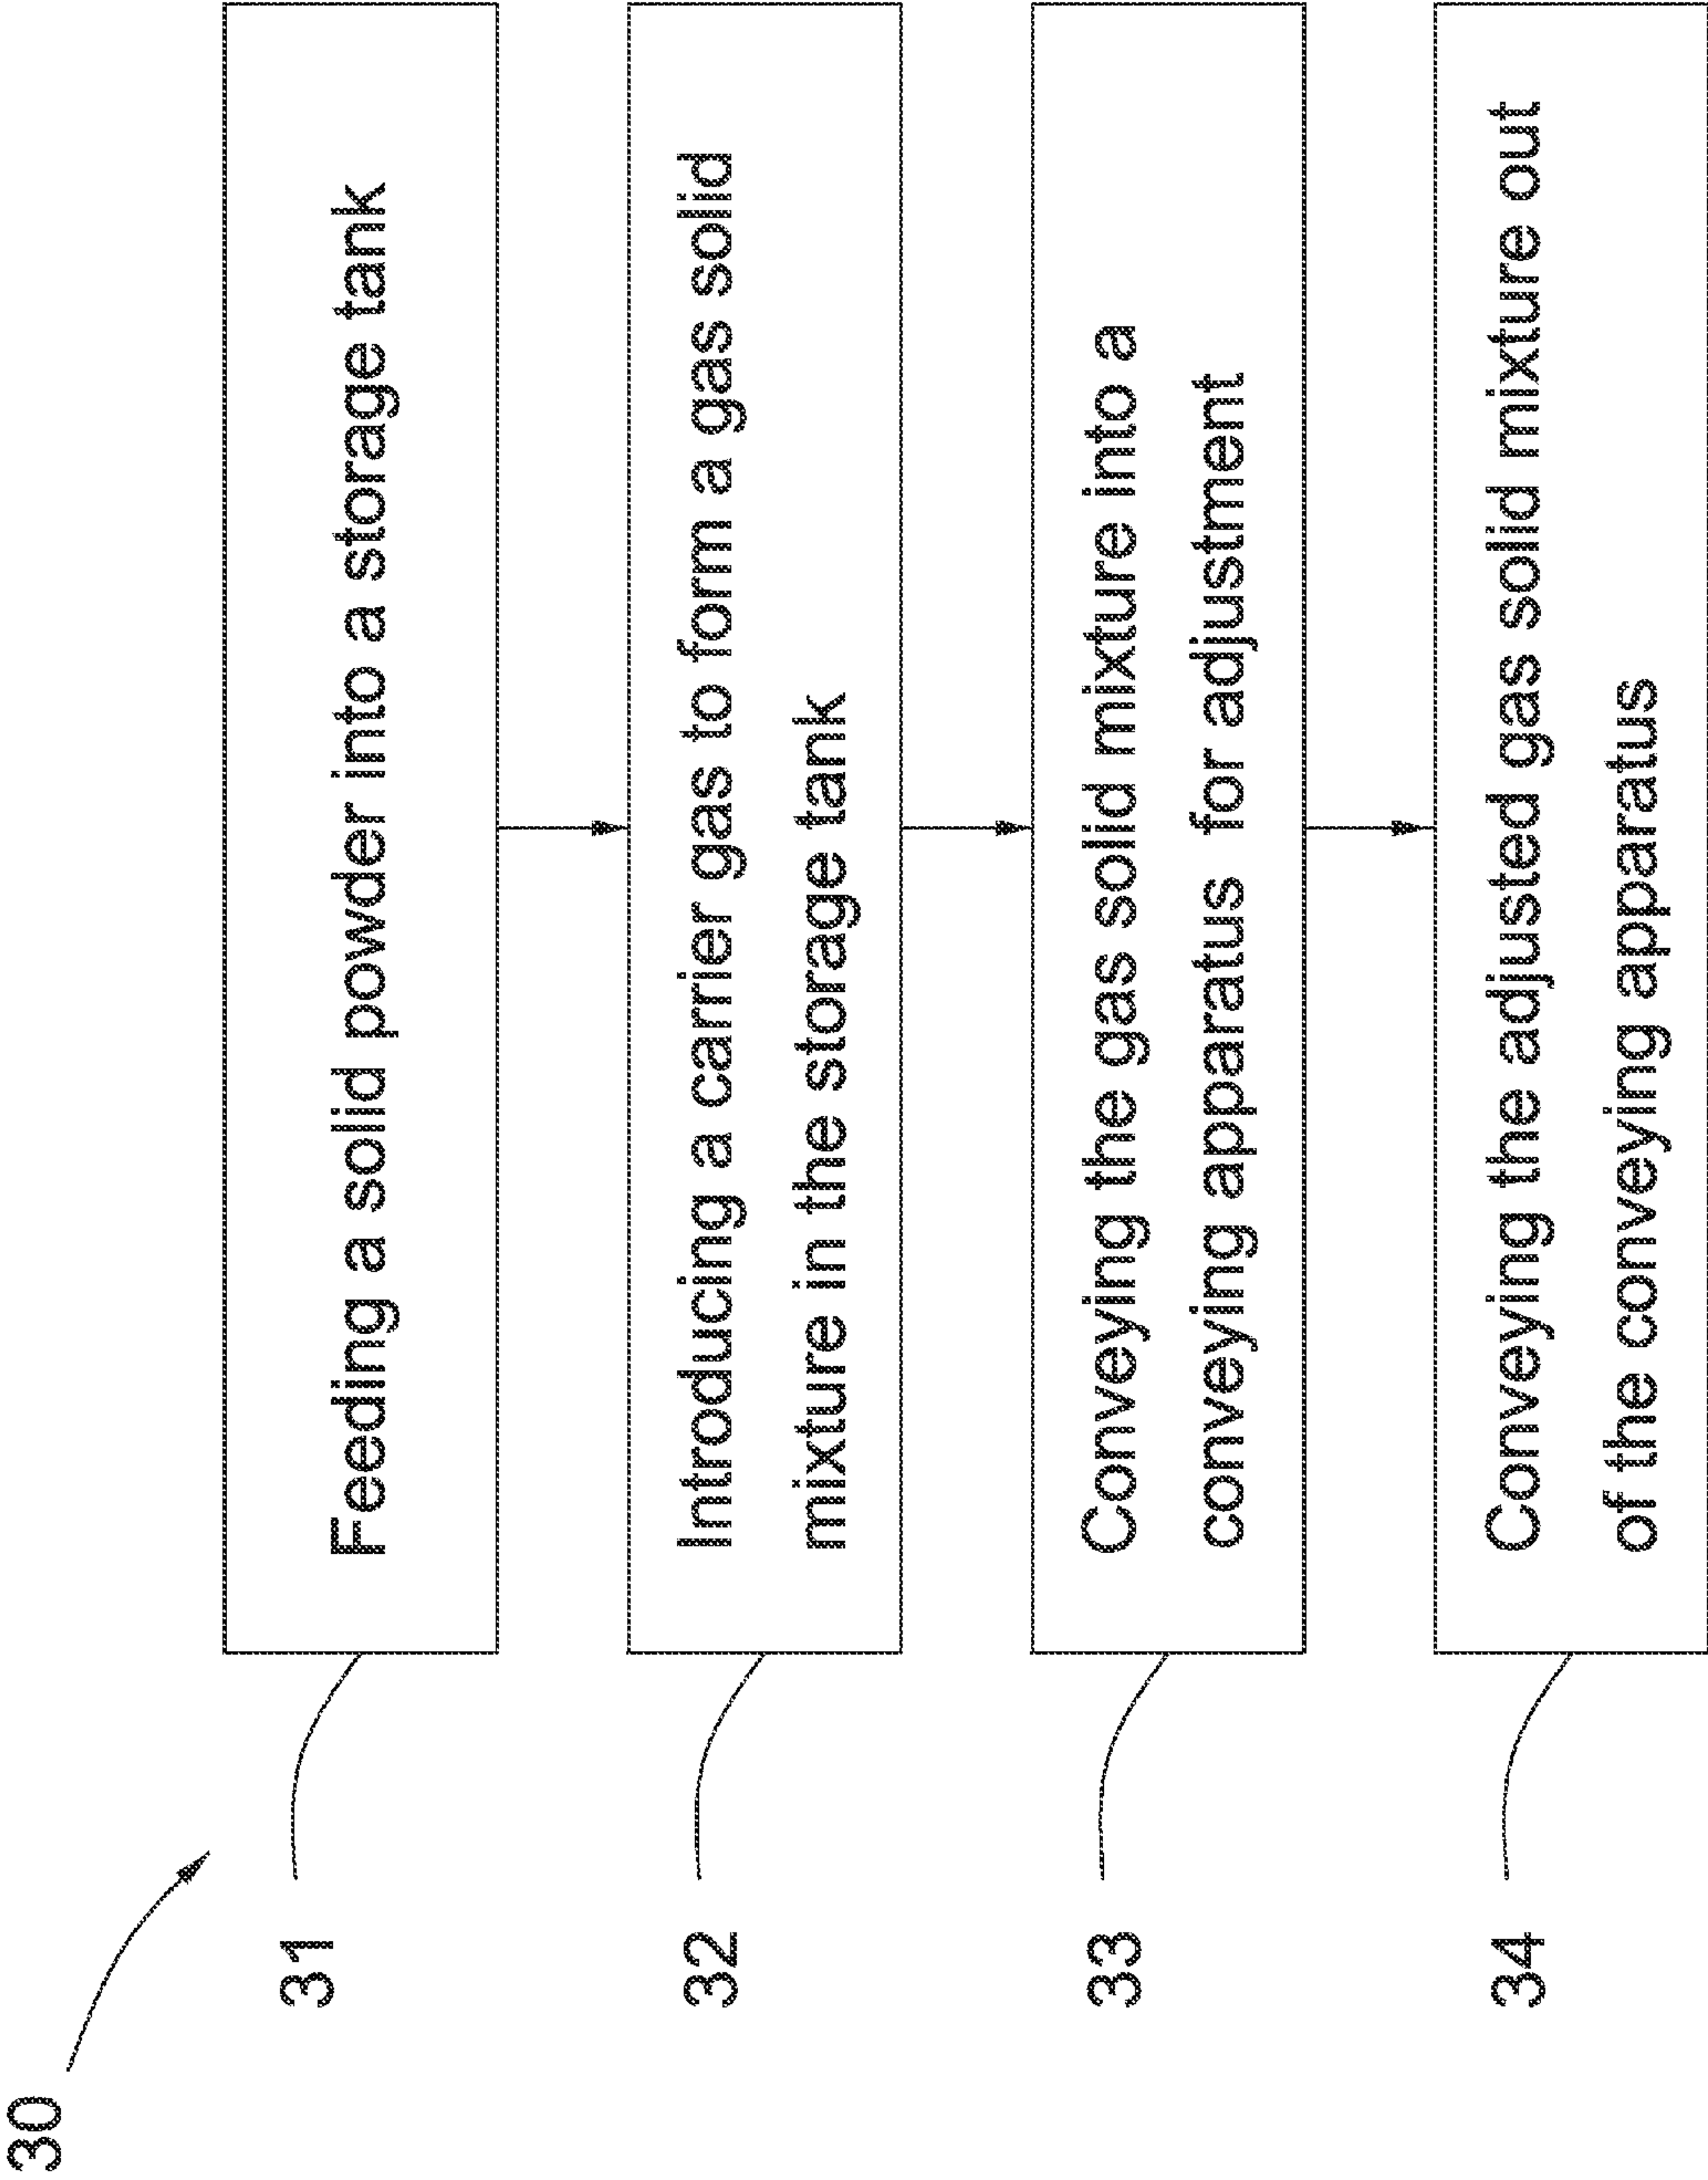 30
31
Feeding a solid powder into a storage tank
32
Introducing a carrier gas to form a gas solid
mixture in the storage tank
33
Conveying the gas solid mixture into a
conveying apparatus for adjustment
34
Conveying the adjusted gas solid mixture out
of the conveying apparatus